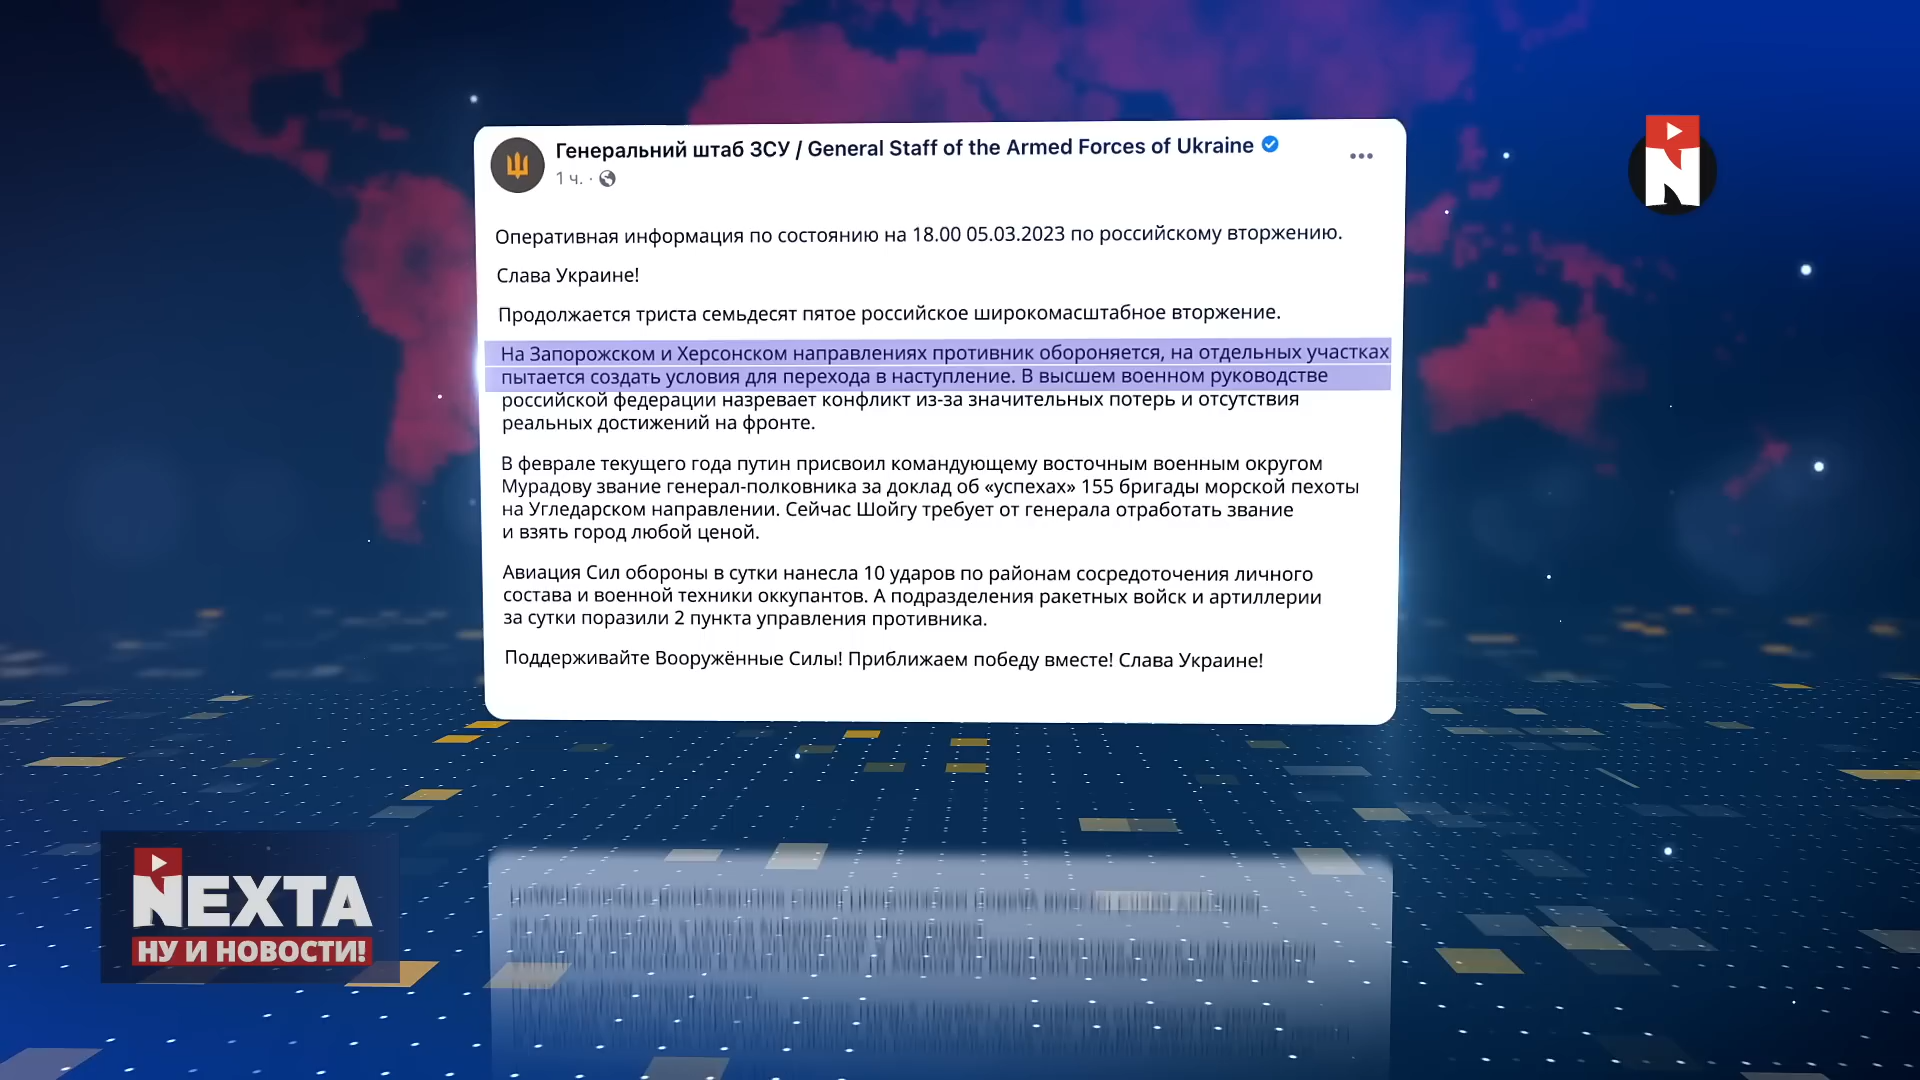 Генеральний штаб ЗСУ / General Staff of the Armed Forces of Ukraine
1 ч. ·
Оперативная информация по состоянию на 18.00 05.03.2023 по российскому вторжению.
Слава Украине!
Продолжается триста семьдесят пятое российское широкомасштабное вторжение.
На Запорожском и Херсонском направлениях противник обороняется, на отдельных участках
пытается создать условия для перехода в наступление. В высшем военном руководстве
российской федерации назревает конфликт из-за значительных потерь и отсутствия
реальных достижений на фронте.
В феврале текущего года путин присвоил командующему восточным военным округом
Мурадову звание генерал-полковника за доклад об «успехах» 155 бригады морской пехоты
на Угледарском направлении. Сейчас Шойгу требует от генерала отработать звание
и взять город любой ценой.
Авиация Сил обороны в сутки нанесла 10 ударов по районам сосредоточения личного
состава и военной техники оккупантов. А подразделения ракетных войск и артиллерии
за сутки поразили 2 пункта управления противника.
Поддерживайте Вооружённые Силы! Приближаем победу вместе! Слава Украине!
N
NEXTA
НУ И НОВОСТИ!